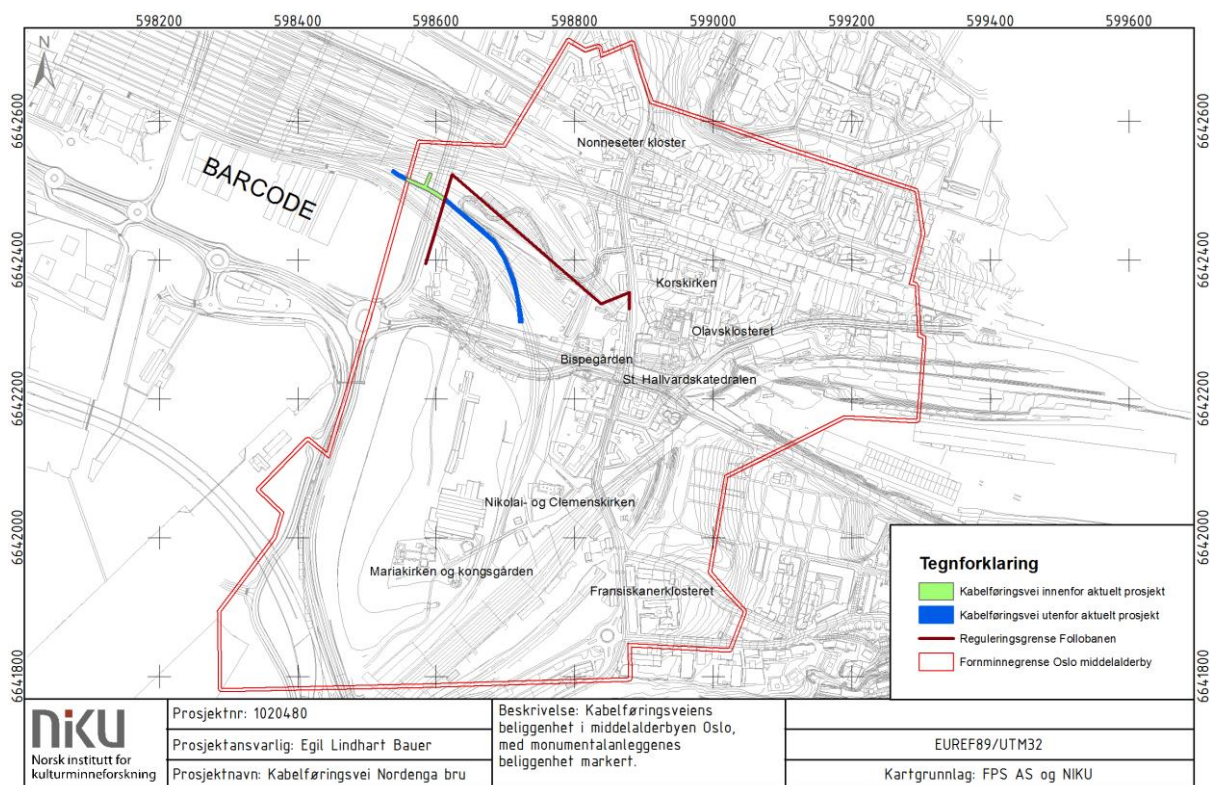 598200 598400 598600 598800 599000 599200 599400 599600
N
6642600 6642600
Nonneseter kloster
BARCODE
6642400 6642400
Korskirken
Olavsklosteret
Bispegården
St. Hallvardskatedralen
6642200 6642200
Nikolai- og Clemenskirken
6642000 6642000
Mariakirken og kongsgården
Fransiskanerklosteret
Tegnforklaring
Kabelføringsvei innenfor aktuelt prosjekt
Kabelføringsvei utenfor aktuelt prosjekt
Reguleringsgrense Follobanen
Fornminnegrense Oslo middelalderby
6641800 6641800
niku
Norsk institutt for
kulturminneforskning
Prosjektnr: 1020480
Prosjektansvarlig: Egil Lindhart Bauer
Prosjektnavn: Kabelføringsvei Nordenga bru
Beskrivelse: Kabelføringsveiens
beliggenhet i middelalderbyen Oslo,
med monumentalanleggenes
beliggenhet markert.
EUREF89/UTM32
Kartgrunnlag: FPS AS og NIKU